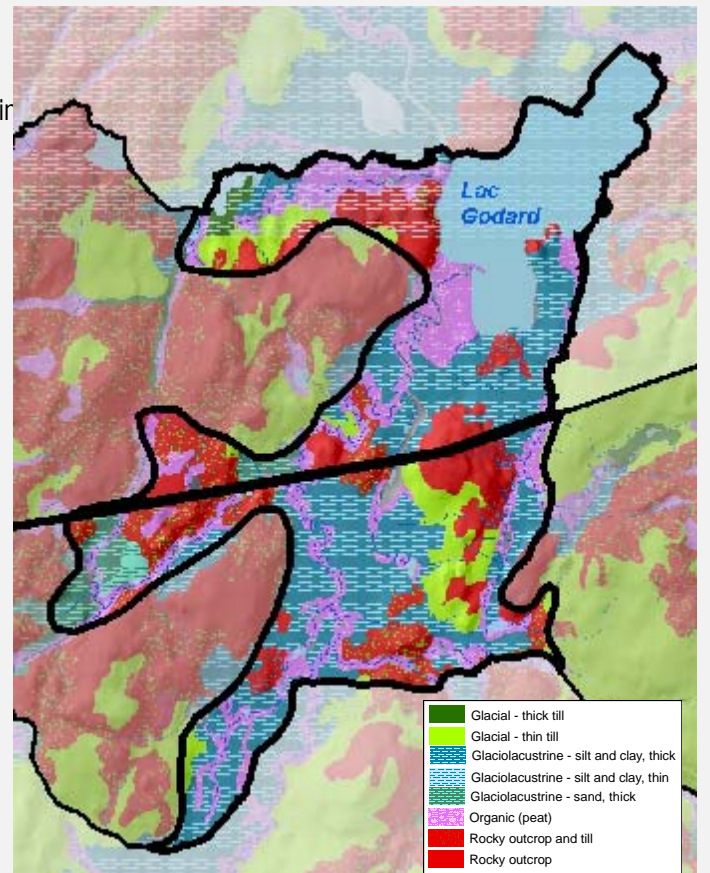 Lac
Godard
Glacial - thick till
Glacial - thin till
Glaciolacustrine - silt and clay, thick
Glaciolacustrine - silt and clay, thin
Glaciolacustrine - sand, thick
Organic (peat)
Rocky outcrop and till
Rocky outcrop